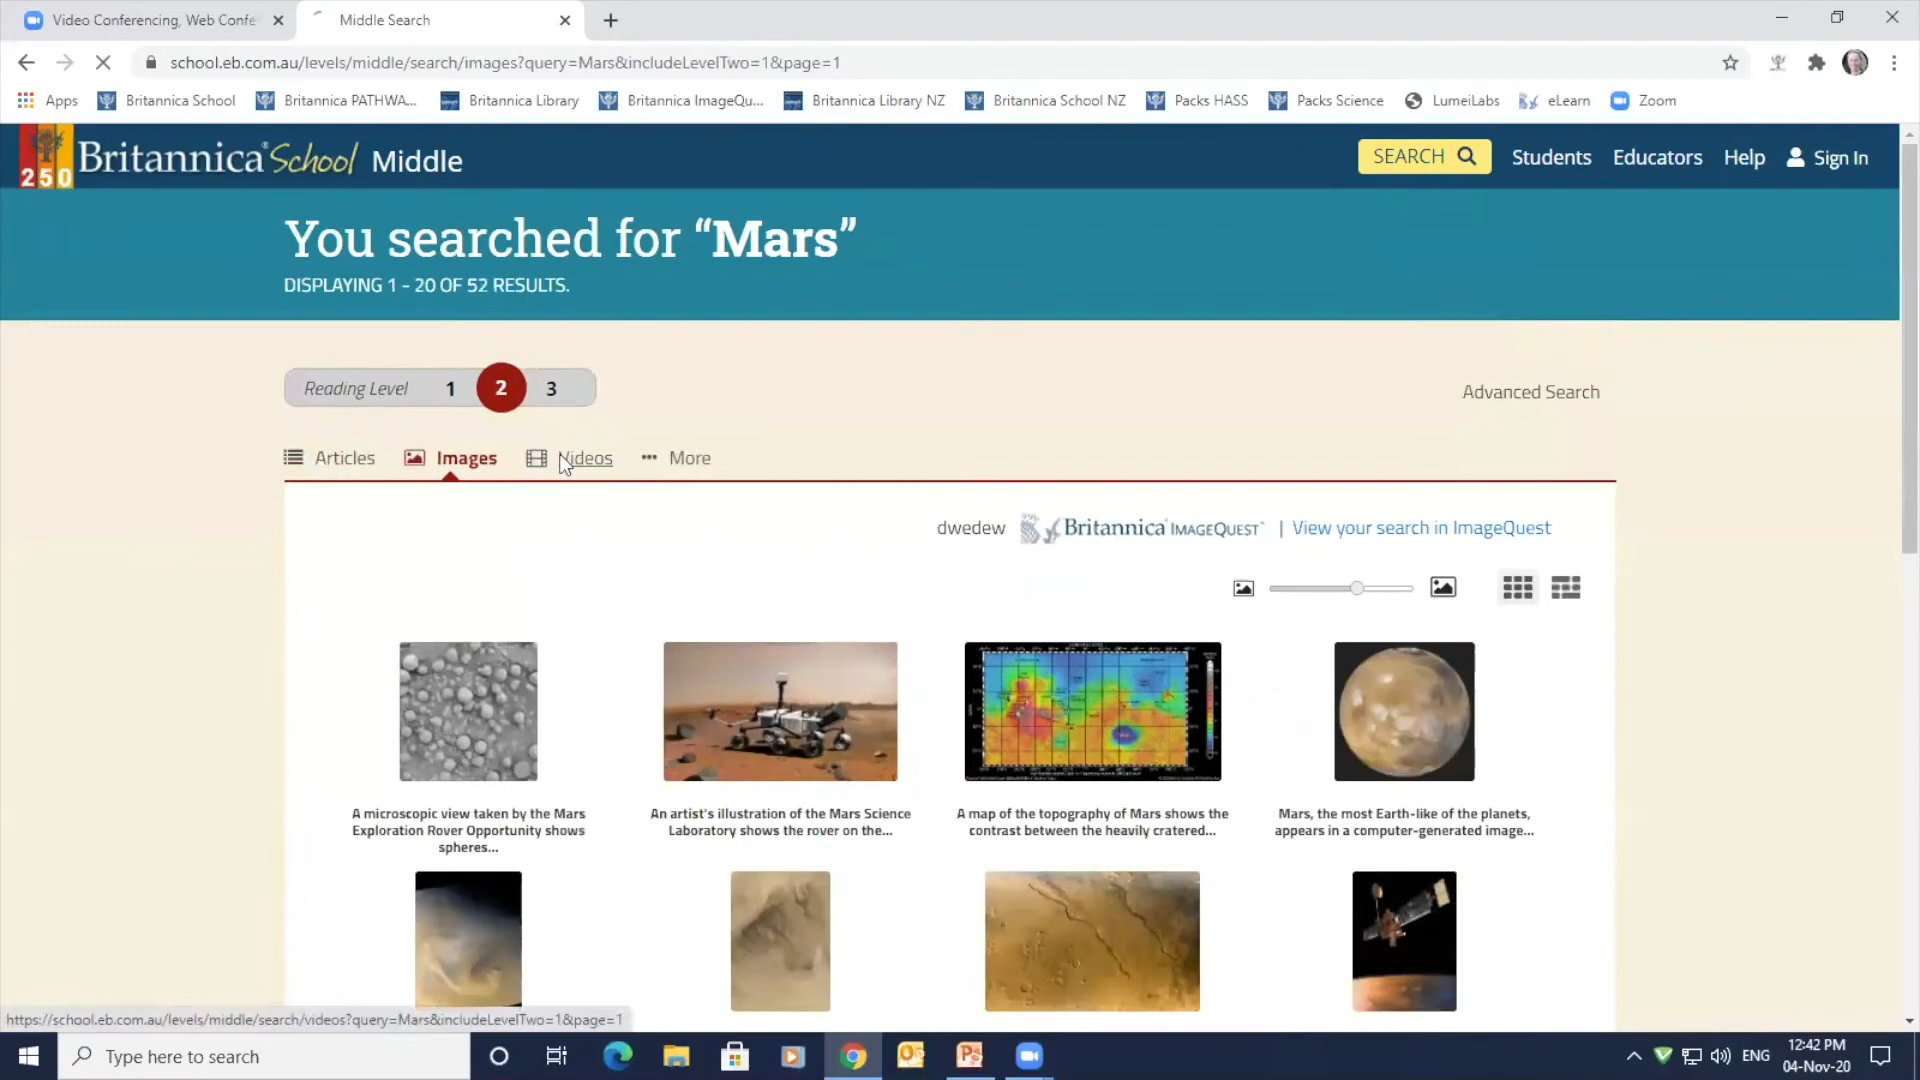 Video Conferencing, Web Confe
Middle Search
school.eb.com.au/levels/middle/search/images?query=Mars&includeLevelTwo=1&page=1
Apps
Britannica School
Britannica PATHWA...
Britannica Library
Britannica ImageQu...
Britannica Library NZ
Britannica School NZ
Packs HASS
Packs Science
LumeiLabs
eLearn
Zoom
250
Britannica School Middle
SEARCH
Students
Educators
Help
Sign In
You searched for “Mars”
DISPLAYING 1 - 20 OF 52 RESULTS.
Reading Level 1 2 3
Advanced Search
Articles
Images
Videos
More
dwedew Britannica IMAGEQUEST | View your search in ImageQuest
A microscopic view taken by the Mars
Exploration Rover Opportunity shows
spheres...
An artist's illustration of the Mars Science
Laboratory shows the rover on the...
A map of the topography of Mars shows the
contrast between the heavily cratered...
Mars, the most Earth-like of the planets,
appears in a computer-generated image...
https://school.eb.com.au/levels/middle/search/videos?query=Mars&includeLevelTwo=1&page=1
Type here to search
ENG
12:42 PM
04-Nov-20